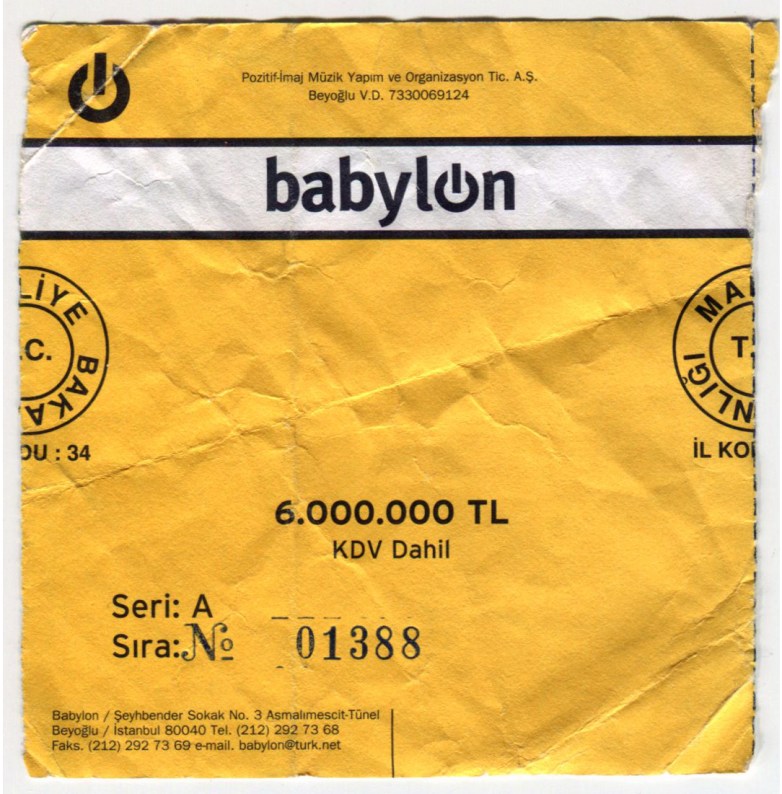 Pozitif-İmaj Müzik Yapım ve Organizasyon Tic. A.Ş.
Beyoğlu V.D. 7330069124
babylon
LİYE BAKA
.C.
DU : 34
MA
NLIĞI
T.
İL KO
6.000.000 TL
KDV Dahil
Seri: A
Sıra:№ 01388
Babylon / Şeyhbender Sokak No. 3 Asmalımescit-Tünel
Beyoğlu / İstanbul 80040 Tel. (212) 292 73 68
Faks. (212) 292 73 69 e-mail. babylon@turk.net